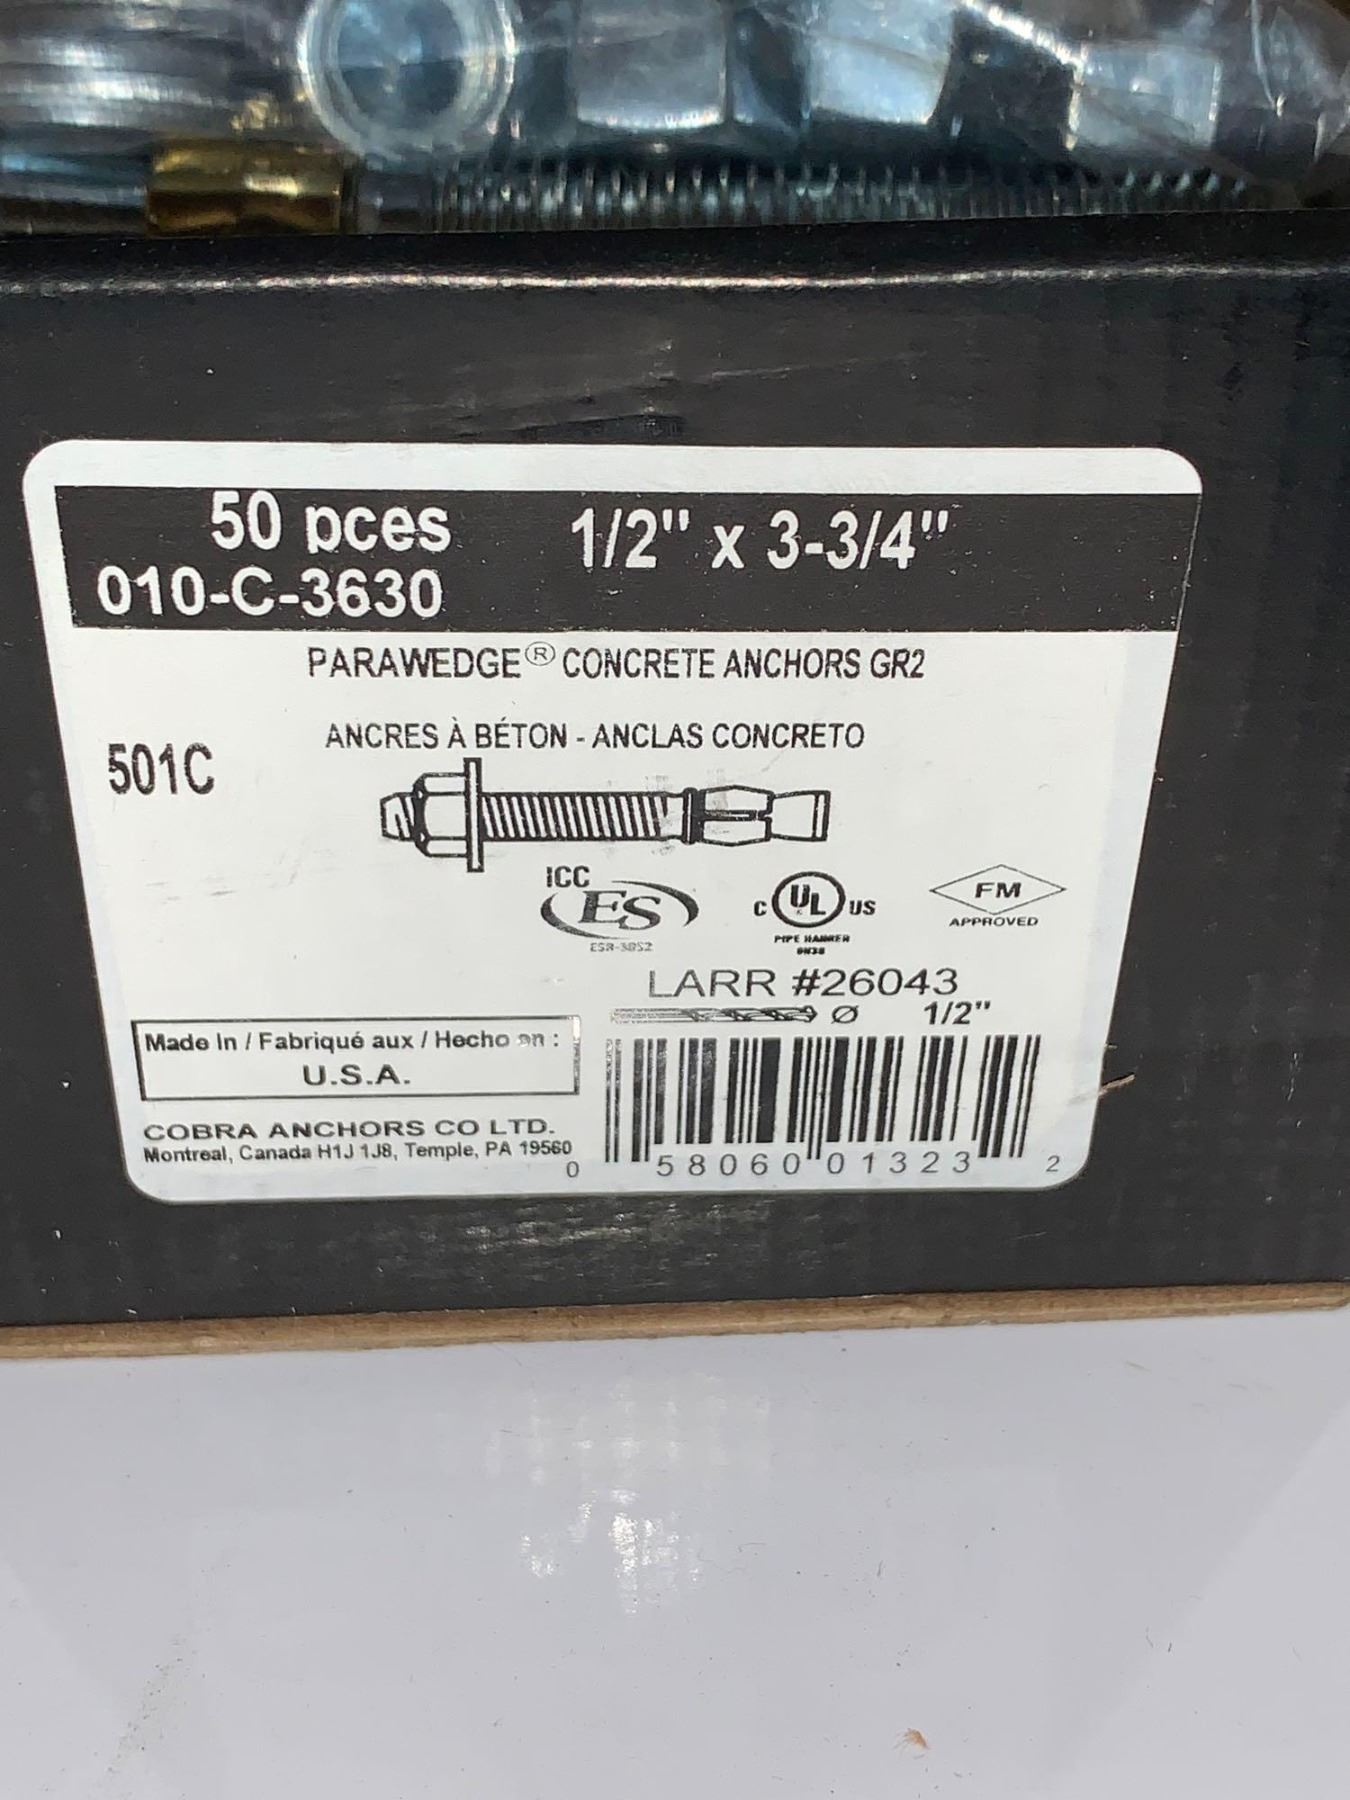 50 pces 1/2" x 3-3/4"
010-C-3630
PARAWEDGE® CONCRETE ANCHORS GR2
ANCRES À BÉTON - ANCLAS CONCRETO
501C
ICC
ES
C UL US
FM
APPROVED
PIPE HANGER
LARR #26043
Ø 1/2"
Made In / Fabriqué aux / Hecho en :
U.S.A.
COBRA ANCHORS CO LTD.
Montreal, Canada H1J 1J8, Temple, PA 19560
0 58060 01323 2